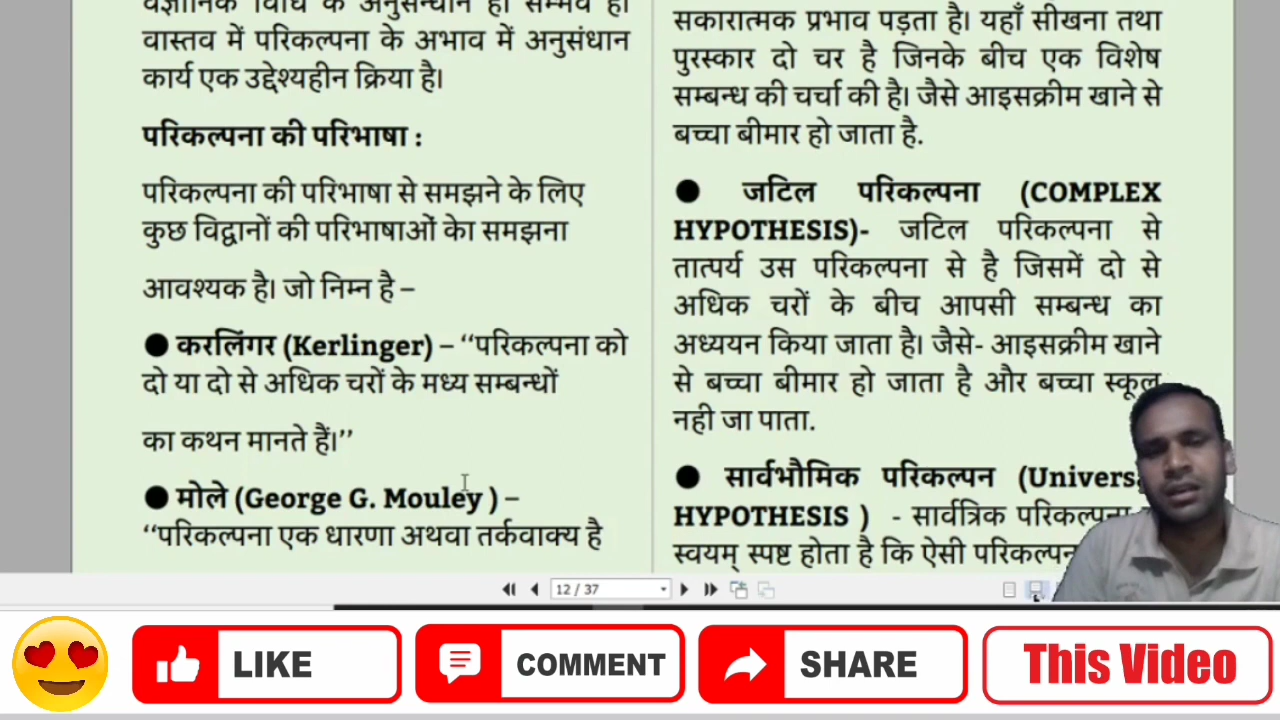 वैज्ञानिक विधि के अनुसन्धान ही सम्भव है।
वास्तव में परिकल्पना के अभाव में अनुसंधान
कार्य एक उद्देश्यहीन क्रिया है।
परिकल्पना की परिभाषा :
परिकल्पना की परिभाषा से समझने के लिए
कुछ विद्वानों की परिभाषाओं केा समझना
आवश्यक है। जो निम्न है –
● करलिंगर (Kerlinger) – “परिकल्पना को
दो या दो से अधिक चरों के मध्य सम्बन्धों
का कथन मानते हैं।”
● मोले (George G. Mouley ) –
“परिकल्पना एक धारणा अथवा तर्कवाक्य है
सकारात्मक प्रभाव पड़ता है। यहाँ सीखना तथा
पुरस्कार दो चर है जिनके बीच एक विशेष
सम्बन्ध की चर्चा की है। जैसे आइसक्रीम खाने से
बच्चा बीमार हो जाता है.
● जटिल परिकल्पना (COMPLEX
HYPOTHESIS)- जटिल परिकल्पना से
तात्पर्य उस परिकल्पना से है जिसमें दो से
अधिक चरों के बीच आपसी सम्बन्ध का
अध्ययन किया जाता है। जैसे- आइसक्रीम खाने
से बच्चा बीमार हो जाता है और बच्चा स्कूल
नही जा पाता.
● सार्वभौमिक परिकल्पन (Univers
HYPOTHESIS ) - सार्वत्रिक परिकल्पना
स्वयम् स्पष्ट होता है कि ऐसी परिकल्पन
12 / 37
LIKE
COMMENT
SHARE
This Video